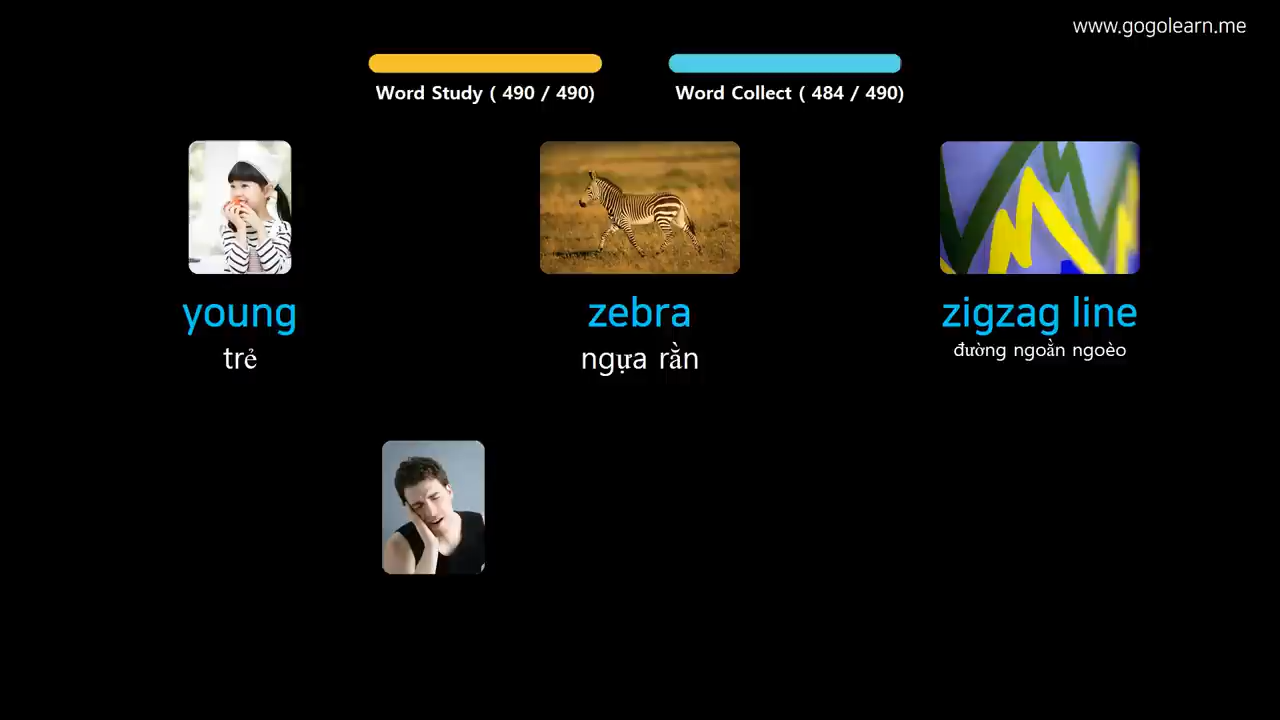 www.gogolearn.me
Word Study ( 490 / 490)
Word Collect ( 484 / 490)
young
zebra
zigzag line
trẻ
ngựa rằn
đường ngoằn ngoèo